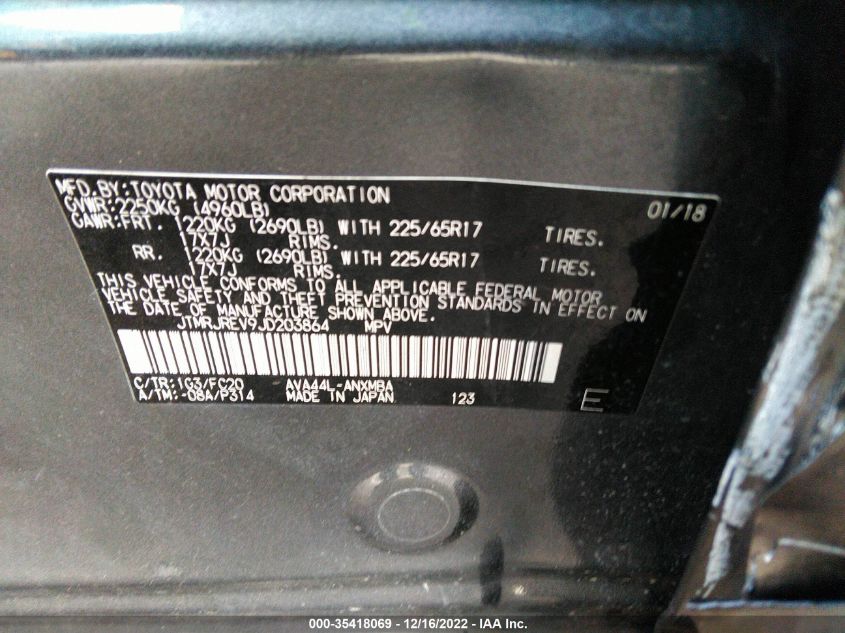 MFD.BY:TOYOTA MOTOR CORPORATION 01/18
GVWR:2250KG (4960LB)
GAWR:FRT. 1220KG (2690LB) WITH 225/65R17 TIRES.
17X7J RIMS.
RR. 1220KG (2690LB) WITH 225/65R17 TIRES.
17X7J RIMS.
THIS VEHICLE CONFORMS TO ALL APPLICABLE FEDERAL MOTOR
VEHICLE SAFETY AND THEFT PREVENTION STANDARDS IN EFFECT ON
THE DATE OF MANUFACTURE SHOWN ABOVE.
JTMRJREV9JD203864 MPV
C/TR:1G3/FC20 AVA44L-ANXMBA
A/TM:-08A/P314 MADE IN JAPAN 123 E
000-35418069 - 12/16/2022 - IAA Inc.